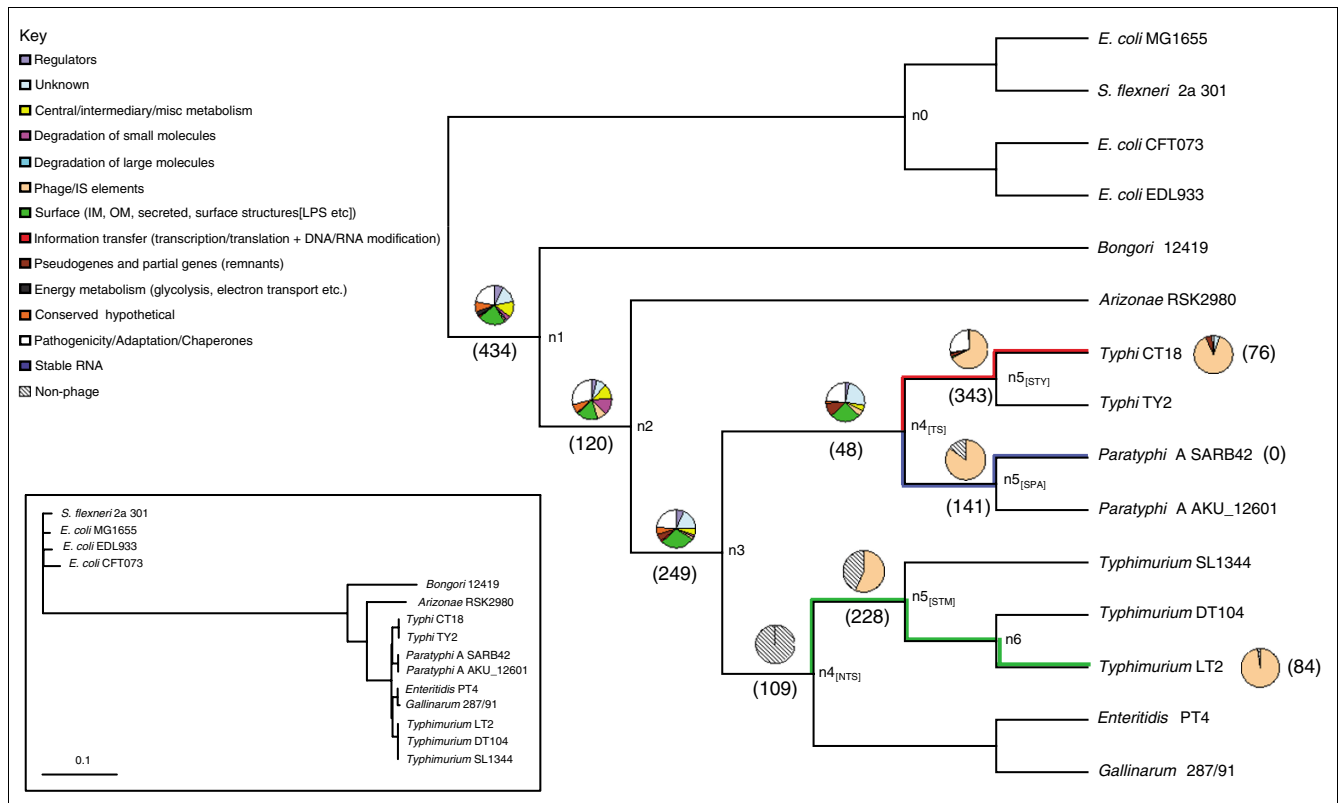 Key
Regulators
Unknown
Central/intermediary/misc metabolism
Degradation of small molecules
Degradation of large molecules
Phage/IS elements
Surface (IM, OM, secreted, surface structures[LPS etc])
Information transfer (transcription/translation + DNA/RNA modification)
Pseudogenes and partial genes (remnants)
Energy metabolism (glycolysis, electron transport etc.)
Conserved hypothetical
Pathogenicity/Adaptation/Chaperones
Stable RNA
Non-phage
E. coli MG1655
S. flexneri 2a 301
n0
E. coli CFT073
E. coli EDL933
Bongori 12419
n1
(434)
Arizonae RSK2980
n2
(120)
Typhi CT18 (76)
n5[STY]
(343)
Typhi TY2
n4[TS]
(48)
Paratyphi A SARB42 (0)
n5[SPA]
(141)
Paratyphi A AKU_12601
n3
(249)
Typhimurium SL1344
n5[STM]
(228)
Typhimurium DT104
n6
Typhimurium LT2 (84)
n4[NTS]
(109)
Enteritidis PT4
Gallinarum 287/91
S. flexneri 2a 301
E. coli MG1655
E. coli EDL933
E. coli CFT073
Bongori 12419
Arizonae RSK2980
Typhi CT18
Typhi TY2
Paratyphi A SARB42
Paratyphi A AKU_12601
Enteritidis PT4
Gallinarum 287/91
Typhimurium LT2
Typhimurium DT104
Typhimurium SL1344
0.1